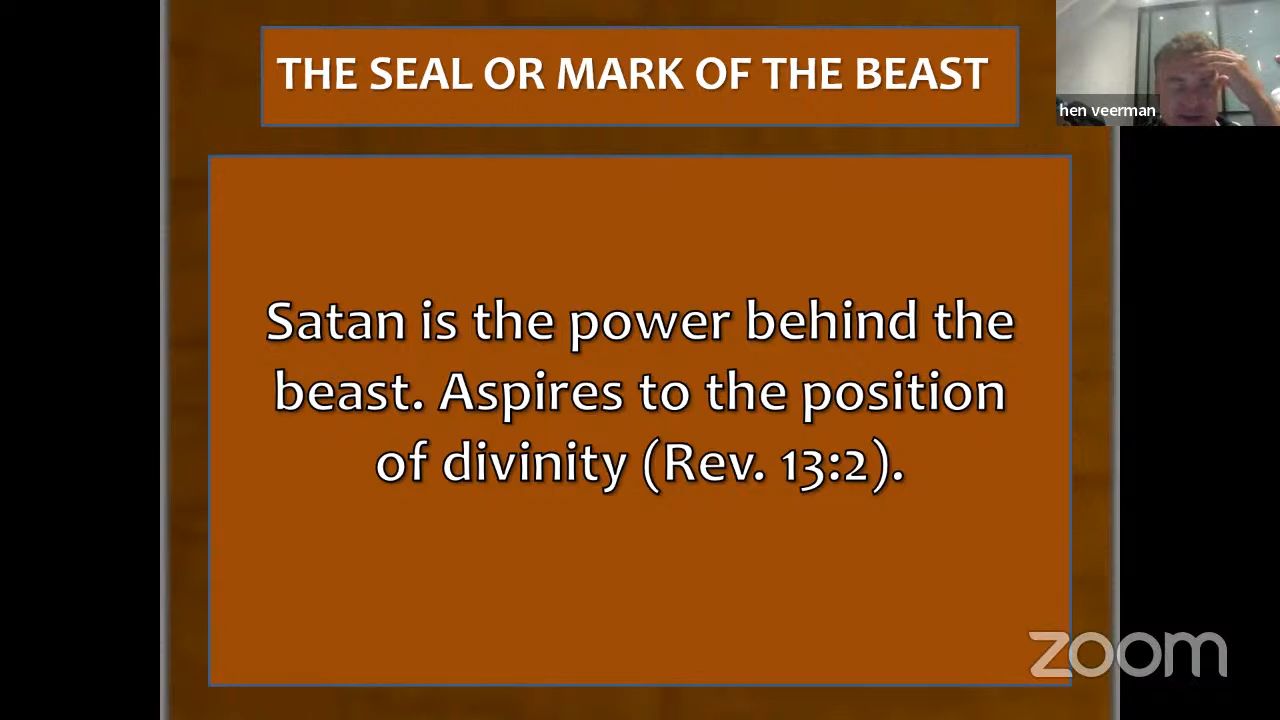 THE SEAL OR MARK OF THE BEAST
hen veerman
Satan is the power behind the
beast. Aspires to the position
of divinity (Rev. 13:2).
zoom